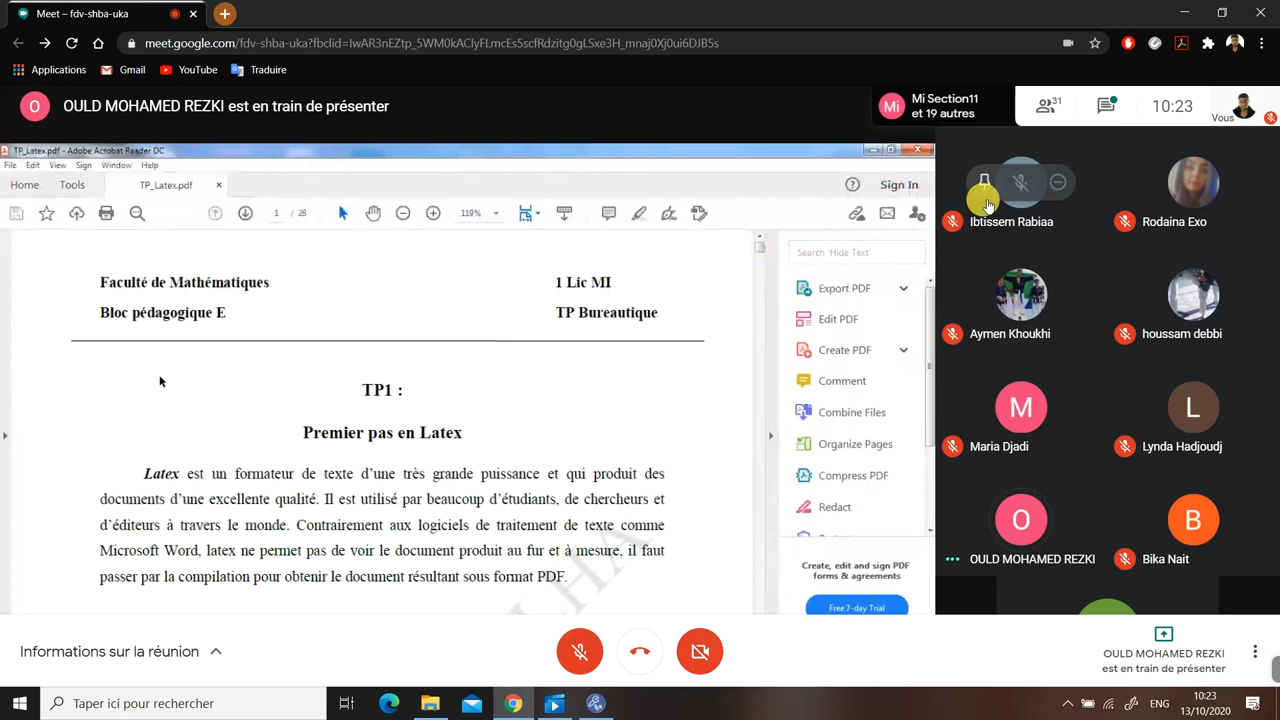 Meet – fdv-shba-uka
meet.google.com/fdv-shba-uka?fbclid=IwAR3nEZtp_5WM0kACIyFLmcEs5scfRdzitg0gLSxe3H_mnaj0Xj0ui6DJB5s
Applications Gmail YouTube Traduire
O OULD MOHAMED REZKI est en train de présenter
Mi Mi Section11
et 19 autres
31
10:23
Vous
TP_Latex.pdf - Adobe Acrobat Reader DC
File Edit View Sign Window Help
Home Tools TP_Latex.pdf × Sign In
1 / 28 119%
Faculté de Mathématiques 1 Lic MI
Bloc pédagogique E TP Bureautique
TP1 :
Premier pas en Latex
Latex est un formateur de texte d'une très grande puissance et qui produit des
documents d'une excellente qualité. Il est utilisé par beaucoup d'étudiants, de chercheurs et
d'éditeurs à travers le monde. Contrairement aux logiciels de traitement de texte comme
Microsoft Word, latex ne permet pas de voir le document produit au fur et à mesure, il faut
passer par la compilation pour obtenir le document résultant sous format PDF.
Search 'Hide Text'
Export PDF
Edit PDF
Create PDF
Comment
Combine Files
Organize Pages
Compress PDF
Redact
Create, edit and sign PDF
forms & agreements
Free 7-day Trial
Ibtissem Rabiaa
Rodaina Exo
Aymen Khoukhi
houssam debbi
M
Maria Djadi
L
Lynda Hadjoudj
O
OULD MOHAMED REZKI
B
Bika Nait
Informations sur la réunion
OULD MOHAMED REZKI
est en train de présenter
Taper ici pour rechercher
ENG
10:23
13/10/2020